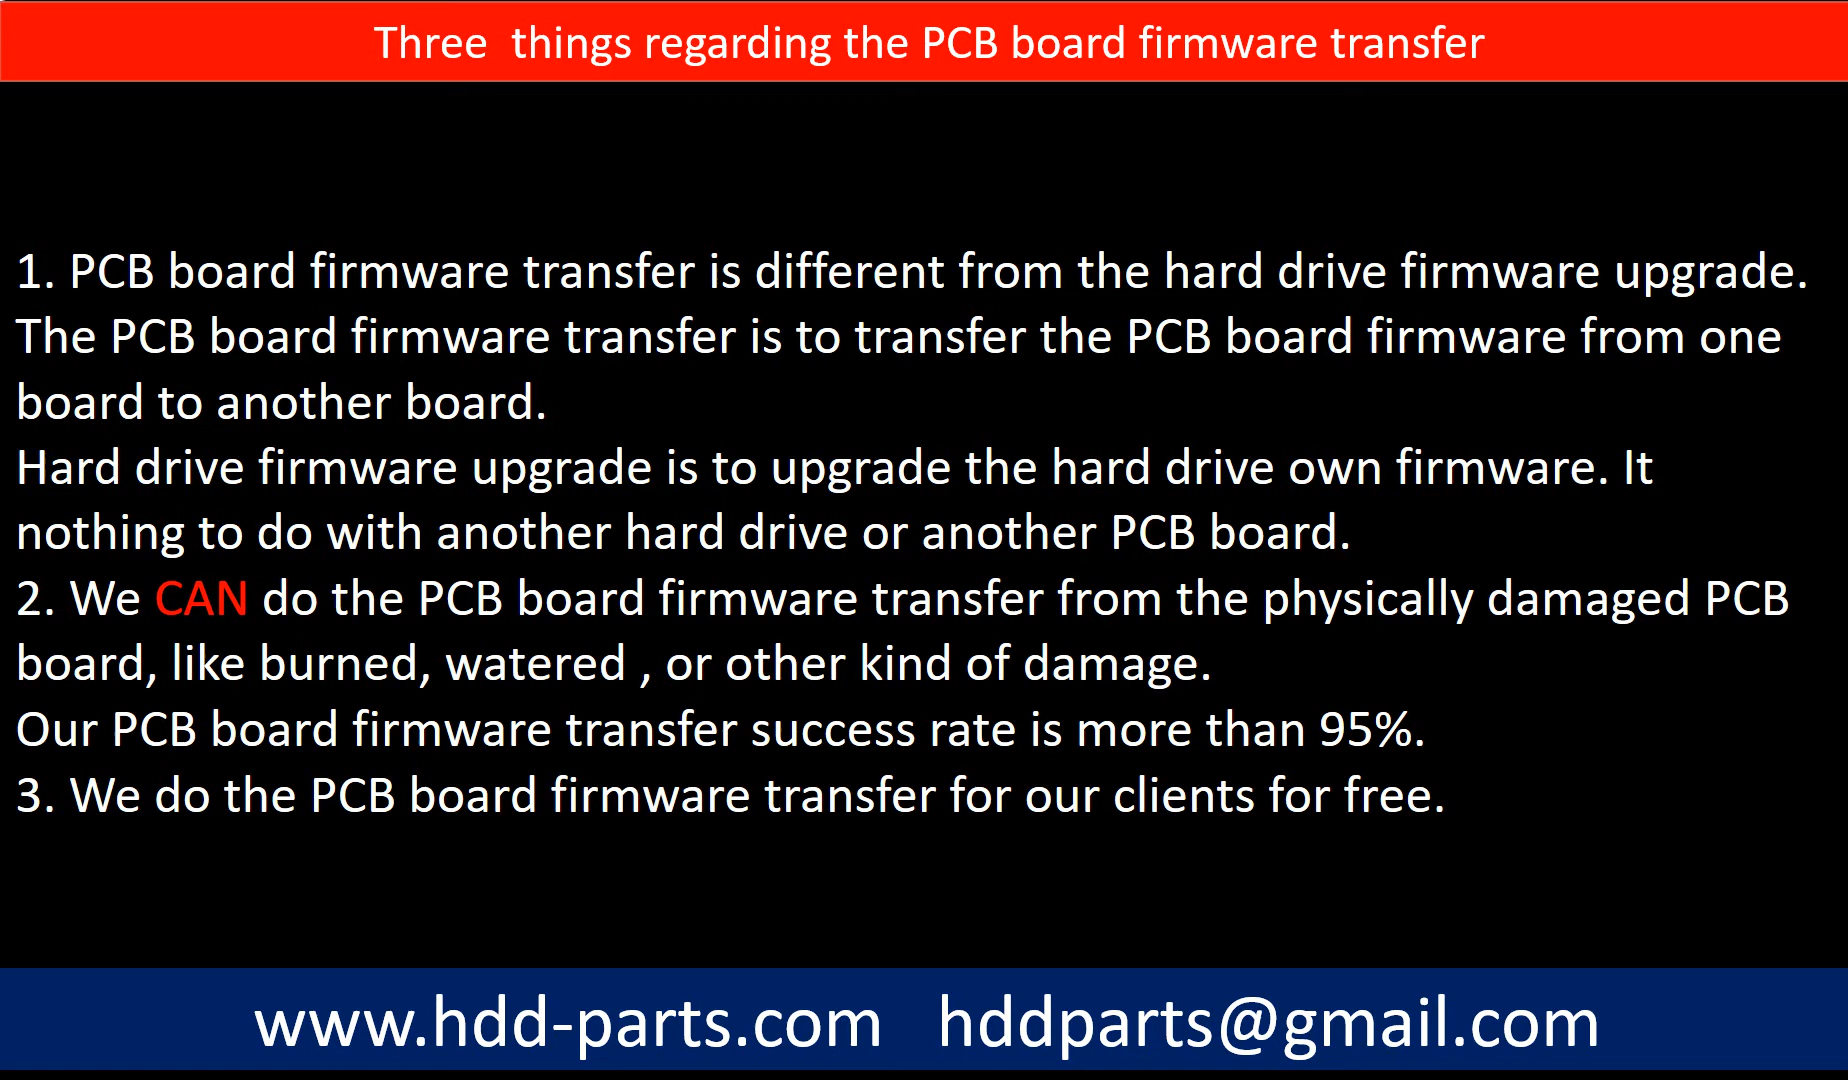 Three  things regarding the PCB board firmware transfer
1. PCB board firmware transfer is different from the hard drive firmware upgrade.
The PCB board firmware transfer is to transfer the PCB board firmware from one
board to another board.
Hard drive firmware upgrade is to upgrade the hard drive own firmware. It
nothing to do with another hard drive or another PCB board.
2. We CAN do the PCB board firmware transfer from the physically damaged PCB
board, like burned, watered , or other kind of damage.
Our PCB board firmware transfer success rate is more than 95%.
3. We do the PCB board firmware transfer for our clients for free.
www.hdd-parts.com   hddparts@gmail.com